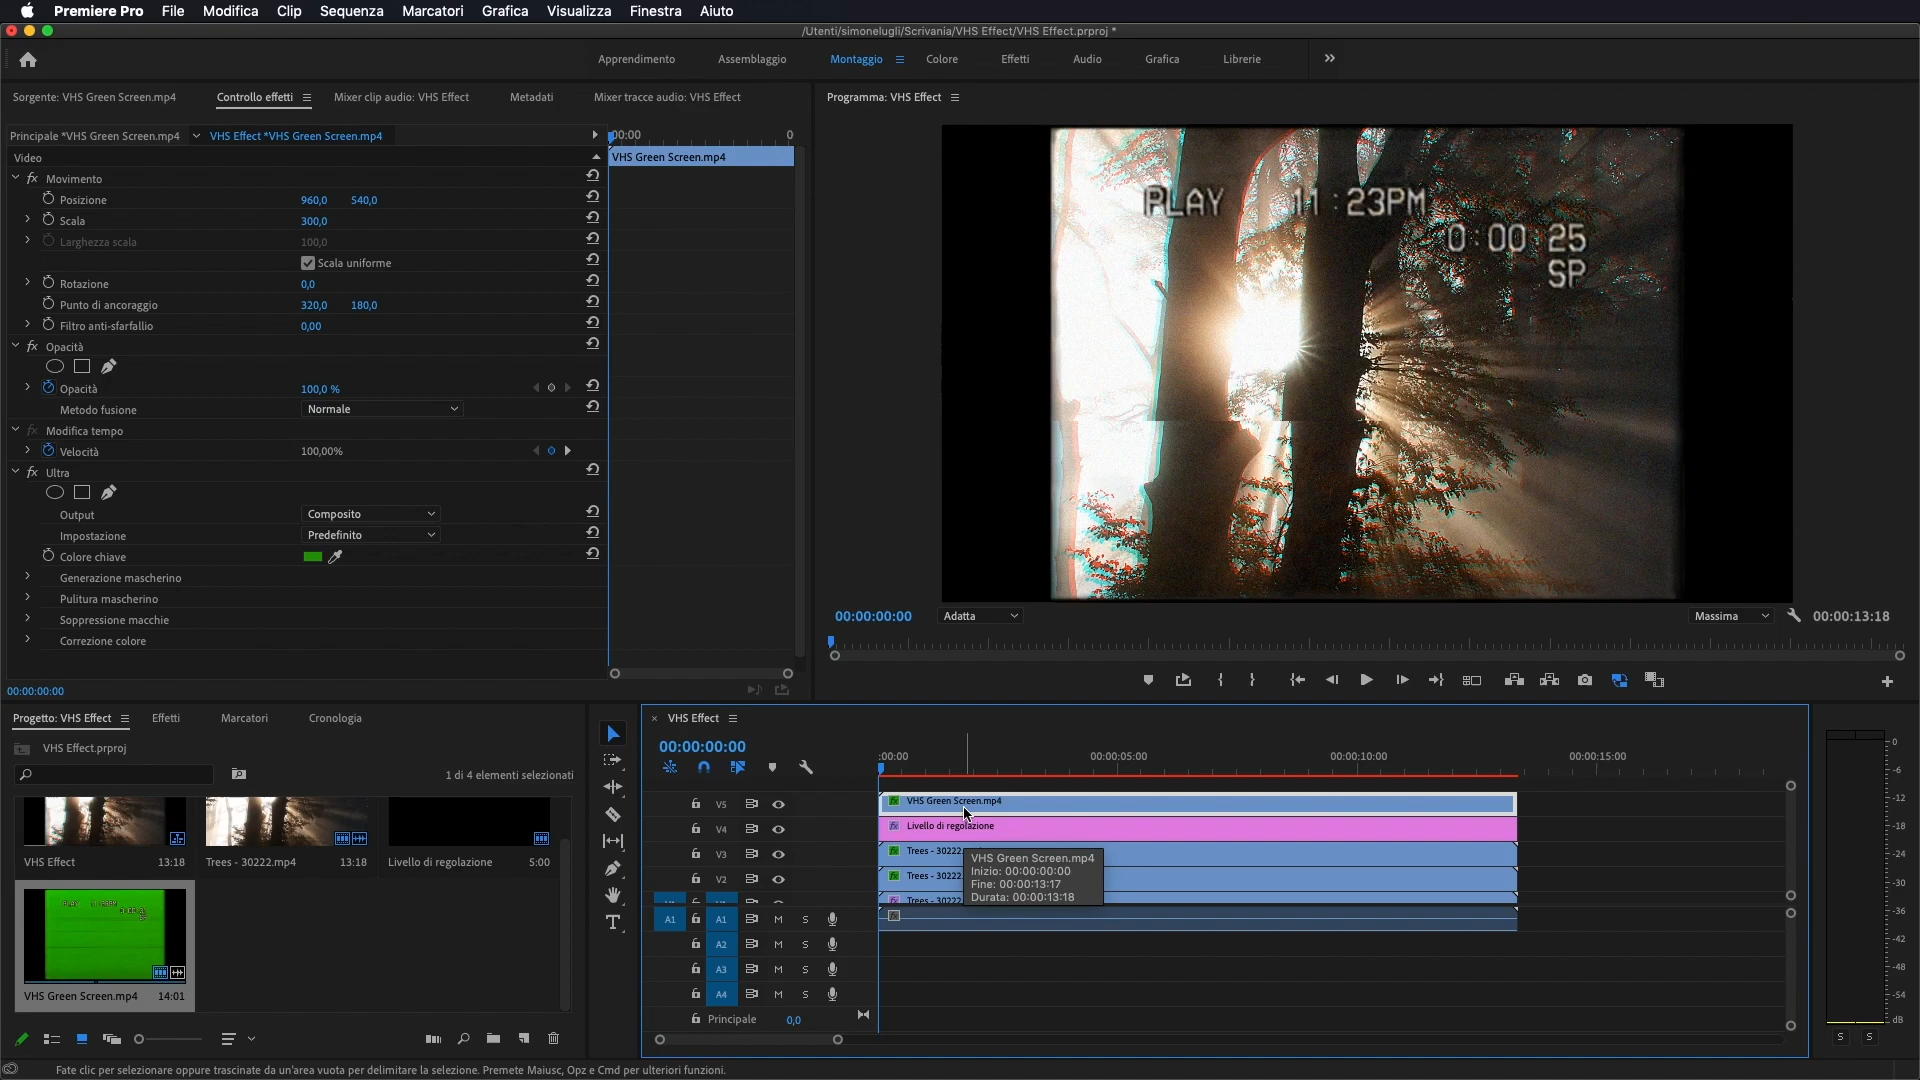 Premiere Pro File Modifica Clip Sequenza Marcatori Grafica Visualizza Finestra Aiuto
/Utenti/simonelugli/Scrivania/VHS Effect/VHS Effect.prproj *
Apprendimento Assemblaggio Montaggio Colore Effetti Audio Grafica Librerie
Sorgente: VHS Green Screen.mp4 Controllo effetti Mixer clip audio: VHS Effect Metadati Mixer tracce audio: VHS Effect
Programma: VHS Effect
Principale *VHS Green Screen.mp4 VHS Effect *VHS Green Screen.mp4
00:00 0
Video
VHS Green Screen.mp4
fx Movimento
Posizione 960,0 540,0
Scala 300,0
Larghezza scala 100,0
Scala uniforme
Rotazione 0,0
Punto di ancoraggio 320,0 180,0
Filtro anti-sfarfallio 0,00
fx Opacità
Opacità 100,0 %
Metodo fusione Normale
fx Modifica tempo
Velocità 100,00%
fx Ultra
Output Composito
Impostazione Predefinito
Colore chiave
Generazione mascherino
Pulitura mascherino
Soppressione macchie
Correzione colore
00:00:00:00
PLAY 11:23PM
0:00 25
SP
00:00:00:00 Adatta Massima 00:00:13:18
Progetto: VHS Effect Effetti Marcatori Cronologia
VHS Effect.prproj
1 di 4 elementi selezionati
VHS Effect 13:18 Trees - 30222.mp4 13:18 Livello di regolazione 5:00
PLAY
VHS Green Screen.mp4 14:01
VHS Effect
00:00:00:00
:00:00 00:00:05:00 00:00:10:00 00:00:15:00
V5 VHS Green Screen.mp4
V4 Livello di regolazione
V3 Trees - 30222
V2 Trees - 30222
Trees - 30222
VHS Green Screen.mp4
Inizio: 00:00:00:00
Fine: 00:00:13:17
Durata: 00:00:13:18
A1 A1 M S
A2 M S
A3 M S
A4 M S
Principale 0,0
0
-6
-12
-18
-24
-30
-36
-42
-48
-54
dB
S S
Fate clic per selezionare oppure trascinate da un'area vuota per delimitare la selezione. Premete Maiusc, Opz e Cmd per ulteriori funzioni.